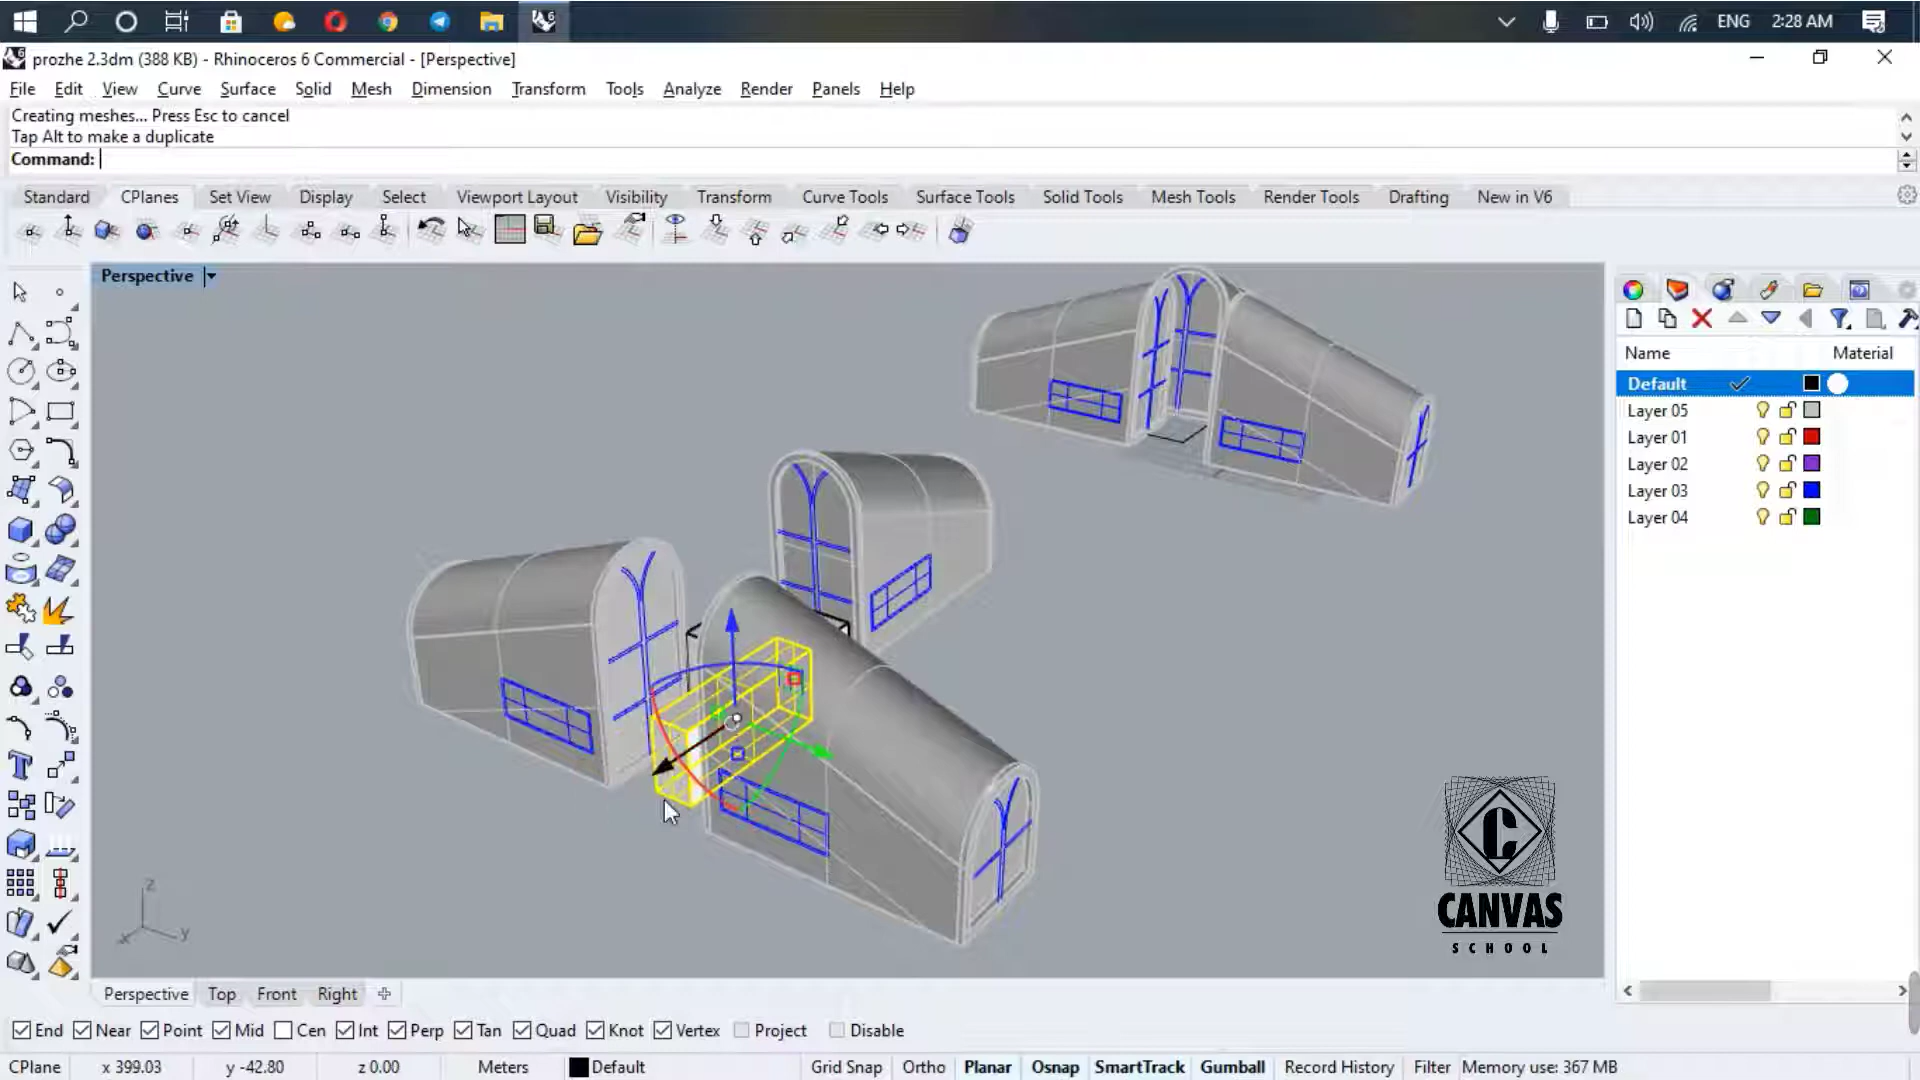 ENG 2:28 AM
prozhe 2.3dm (388 KB) - Rhinoceros 6 Commercial - [Perspective]
File Edit View Curve Surface Solid Mesh Dimension Transform Tools Analyze Render Panels Help
Creating meshes... Press Esc to cancel
Tap Alt to make a duplicate
Command:
Standard CPlanes Set View Display Select Viewport Layout Visibility Transform Curve Tools Surface Tools Solid Tools Mesh Tools Render Tools Drafting New in V6
Perspective
Name Material
Default
Layer 05
Layer 01
Layer 02
Layer 03
Layer 04
z
x y
C
CANVAS
SCHOOL
Perspective Top Front Right
End Near Point Mid Cen Int Perp Tan Quad Knot Vertex Project Disable
CPlane x 399.03 y -42.80 z 0.00 Meters Default Grid Snap Ortho Planar Osnap SmartTrack Gumball Record History Filter Memory use: 367 MB